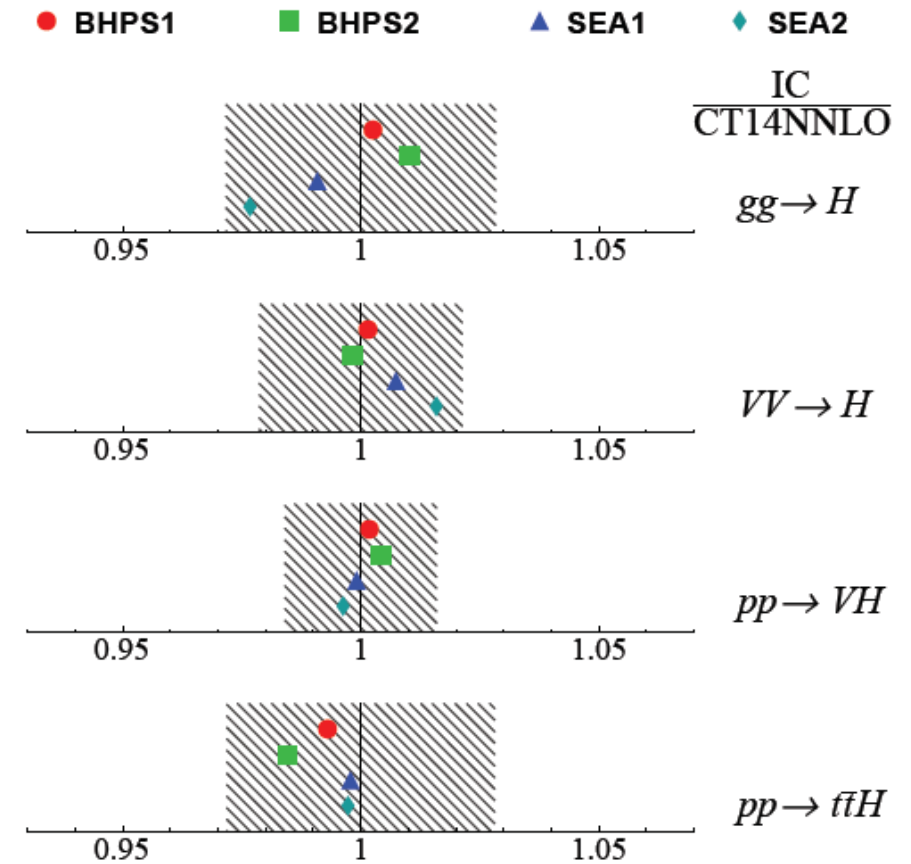 BHPS1 BHPS2 SEA1 SEA2
IC
CT14NNLO
gg→ H
0.95 1 1.05
VV→ H
0.95 1 1.05
pp→ VH
0.95 1 1.05
pp→ tt̄H
0.95 1 1.05